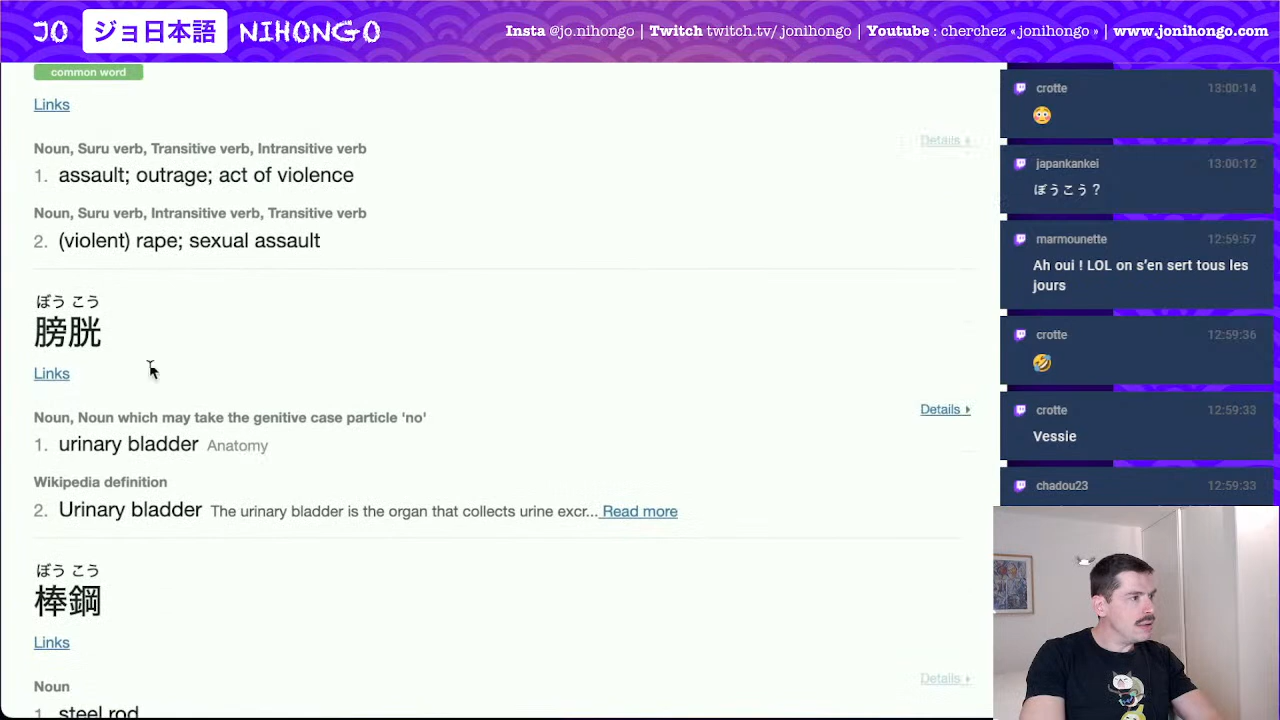 JO ジョ日本語 NIHONGO
Insta @jo.nihongo | Twitch twitch.tv/ jonihongo | Youtube : cherchez « jonihongo » | www.jonihongo.com
common word
Links
Noun, Suru verb, Transitive verb, Intransitive verb
Details
1. assault; outrage; act of violence
Noun, Suru verb, Intransitive verb, Transitive verb
2. (violent) rape; sexual assault
ぼう こう
膀胱
Links
Noun, Noun which may take the genitive case particle 'no'
Details
1. urinary bladder Anatomy
Wikipedia definition
2. Urinary bladder The urinary bladder is the organ that collects urine excr... Read more
ぼう こう
棒鋼
Links
Noun
Details
1. steel rod
crotte 13:00:14
😳
japankankei 13:00:12
ぼうこう？
marmounette 12:59:57
Ah oui ! LOL on s'en sert tous les
jours
crotte 12:59:36
🤣
crotte 12:59:33
Vessie
chadou23 12:59:33